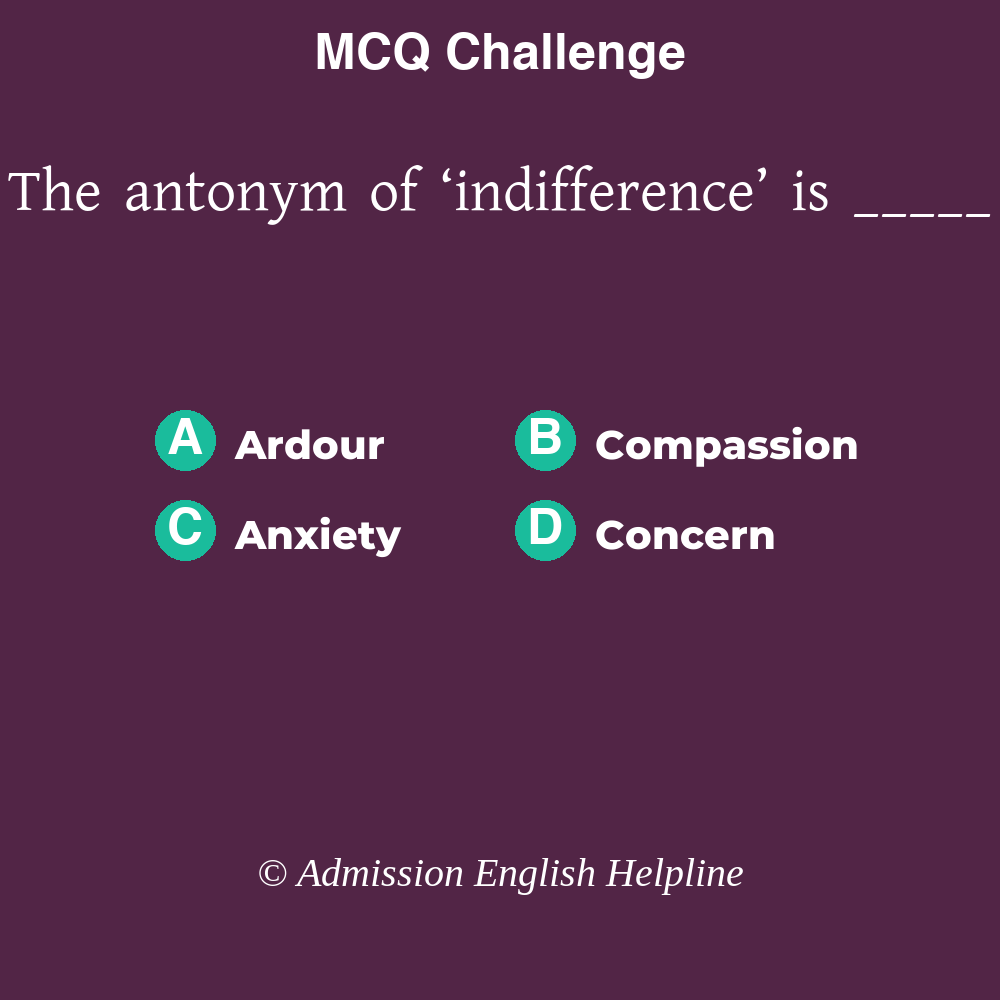 MCQ Challenge
The antonym of ‘indifference’ is _____
A Ardour
B Compassion
C Anxiety
D Concern
© Admission English Helpline